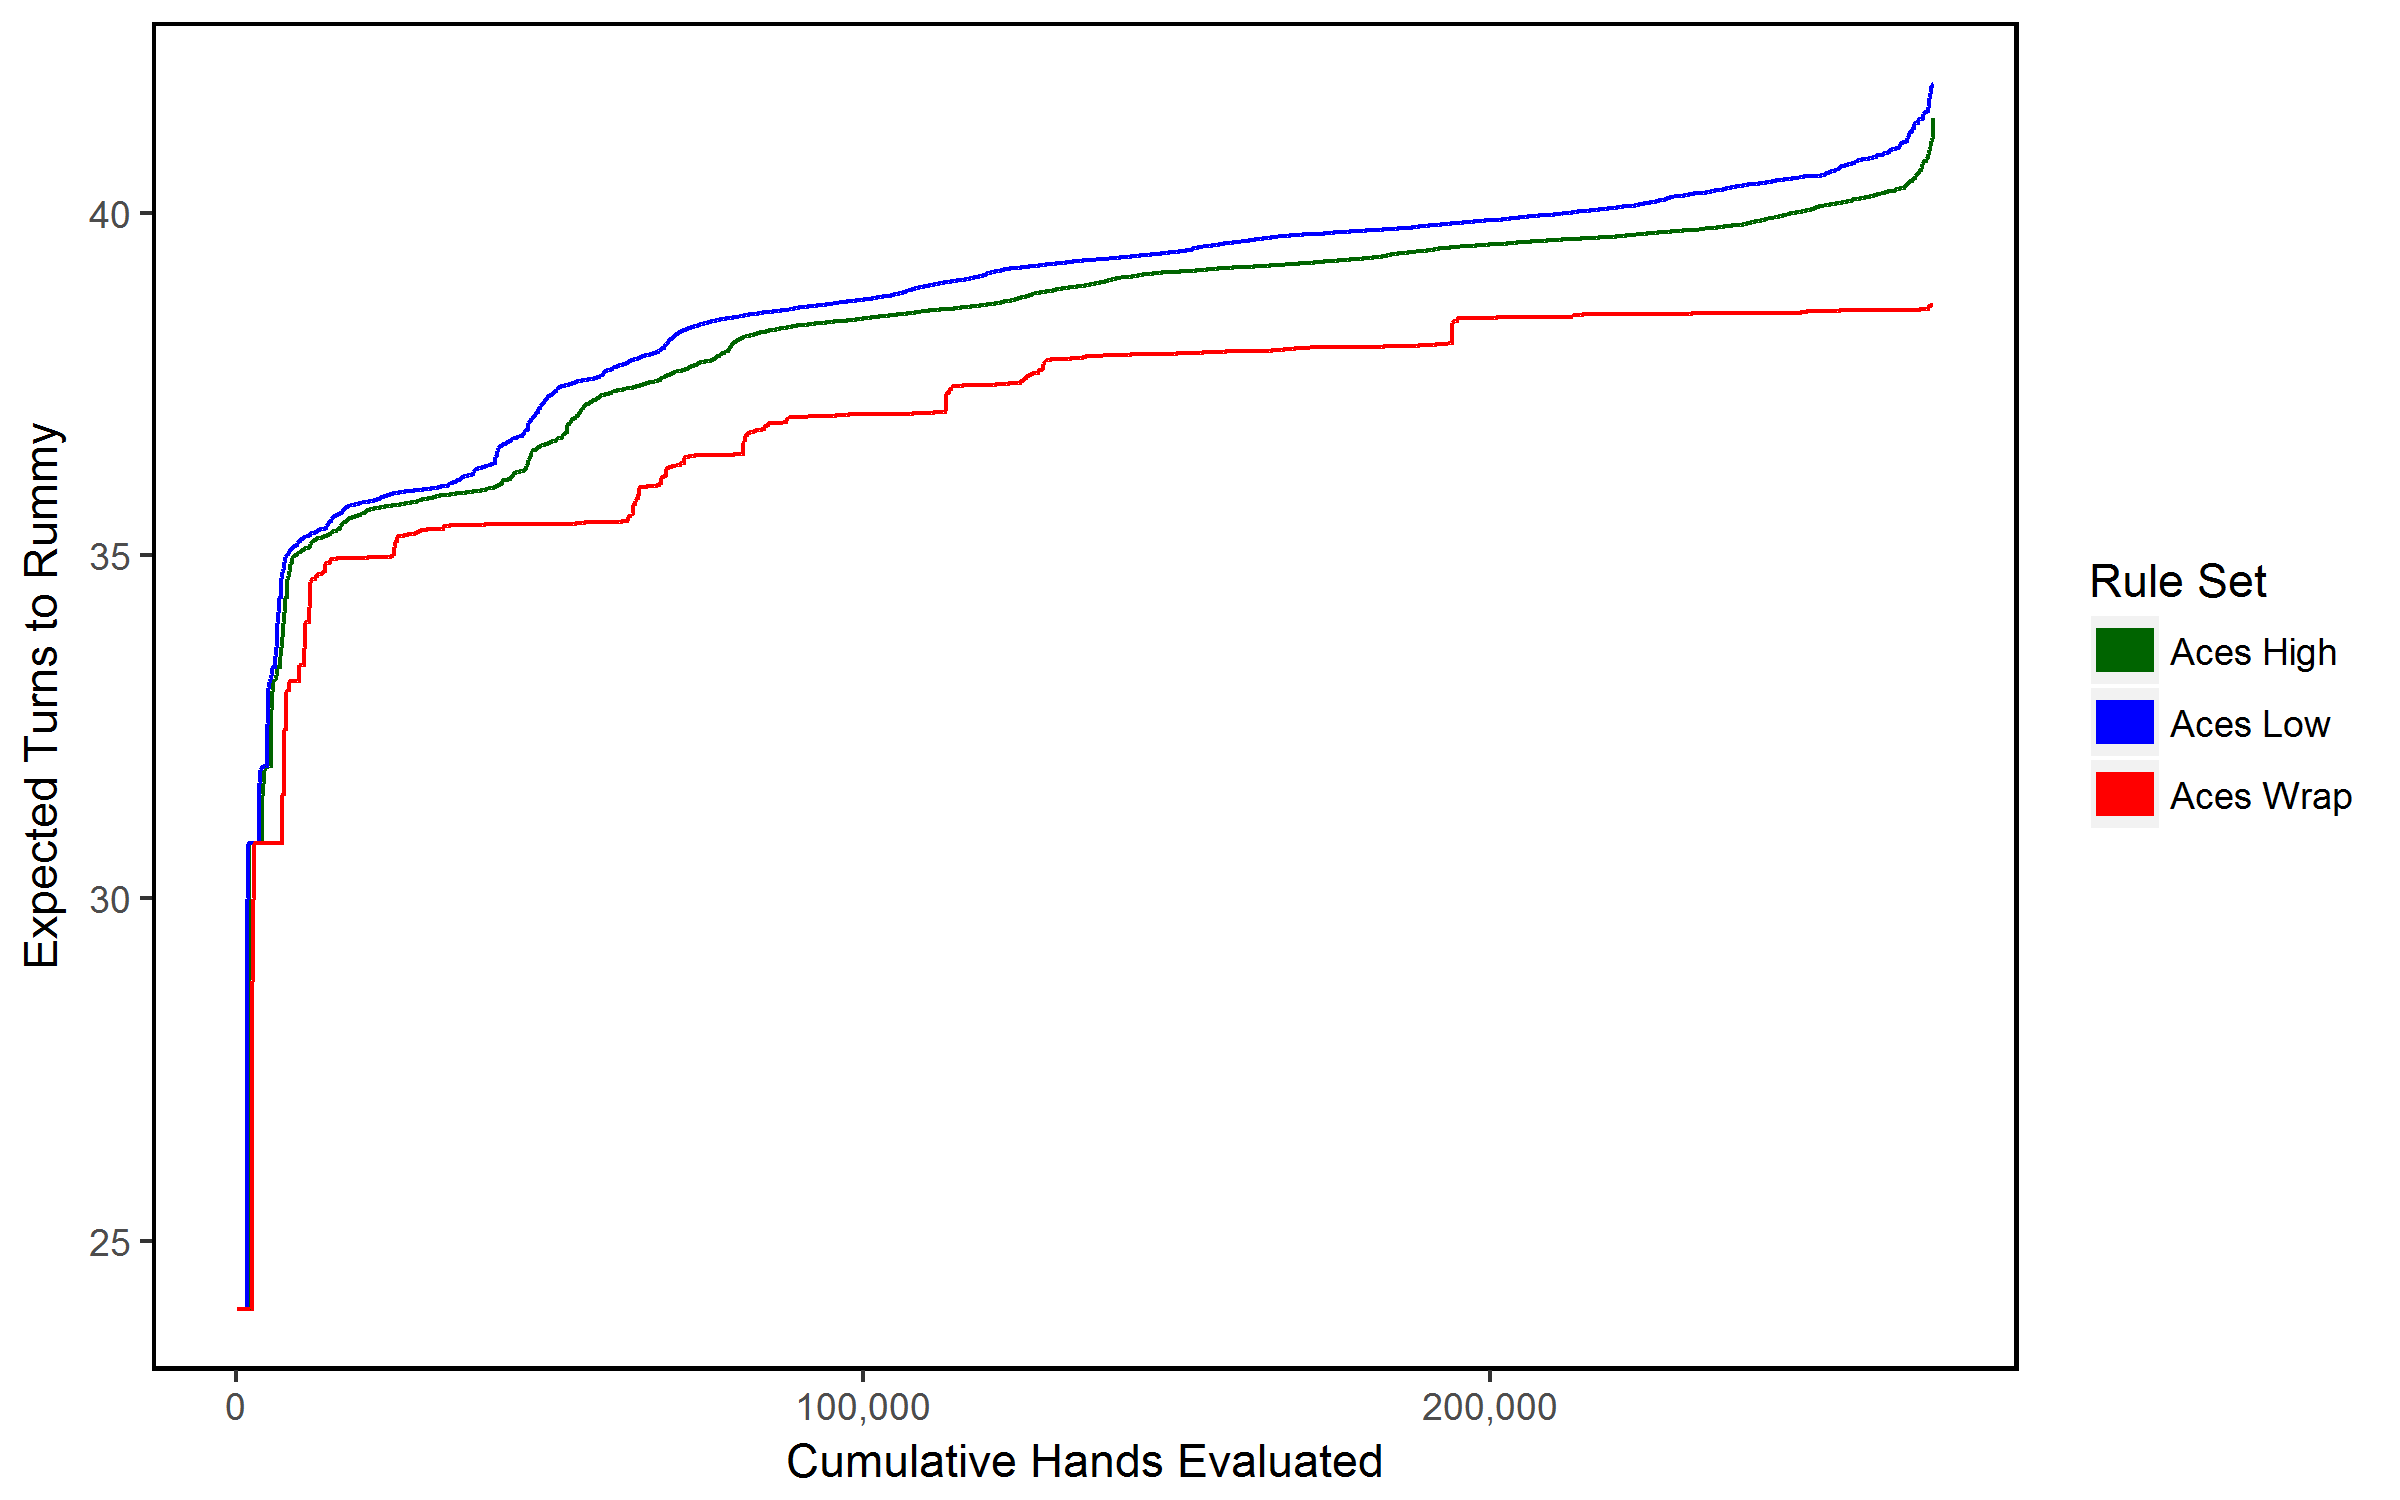 Expected Turns to Rummy
40
35
30
25
0
100,000
200,000
Cumulative Hands Evaluated
Rule Set
Aces High
Aces Low
Aces Wrap